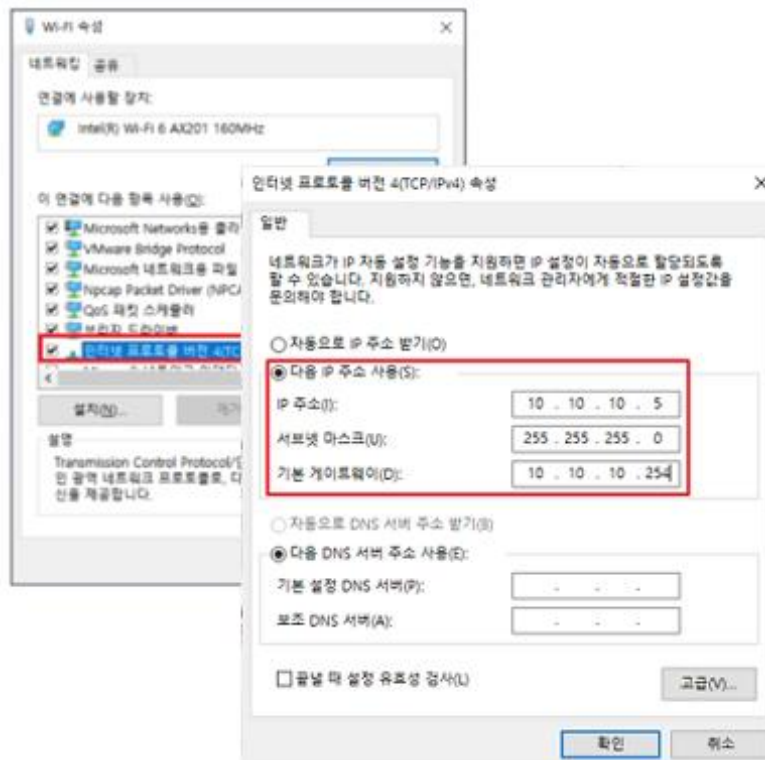 Wi-Fi 속성
네트워킹 공유
연결에 사용할 장치:
Intel(R) Wi-Fi 6 AX201 160MHz
이 연결에 다음 항목 사용(O):
Microsoft Networks용 클라
VMware Bridge Protocol
Microsoft 네트워크용 파일
Npcap Packet Driver (NPCA
QoS 패킷 스케줄러
브리지 드라이버
인터넷 프로토콜 버전 4(TC
설치(N)...
설명
Transmission Control Protocol/
인 광역 네트워크 프로토콜로, 다
신을 제공합니다.
인터넷 프로토콜 버전 4(TCP/IPv4) 속성
일반
네트워크가 IP 자동 설정 기능을 지원하면 IP 설정이 자동으로 할당되도록
할 수 있습니다. 지원하지 않으면, 네트워크 관리자에게 적절한 IP 설정값을
문의해야 합니다.
자동으로 IP 주소 받기(O)
다음 IP 주소 사용(S):
IP 주소(I): 10 . 10 . 10 . 5
서브넷 마스크(U): 255 . 255 . 255 . 0
기본 게이트웨이(D): 10 . 10 . 10 . 254
자동으로 DNS 서버 주소 받기(B)
다음 DNS 서버 주소 사용(E):
기본 설정 DNS 서버(P): . . .
보조 DNS 서버(A): . . .
끝낼 때 설정 유효성 검사(L)
고급(V)...
확인 취소